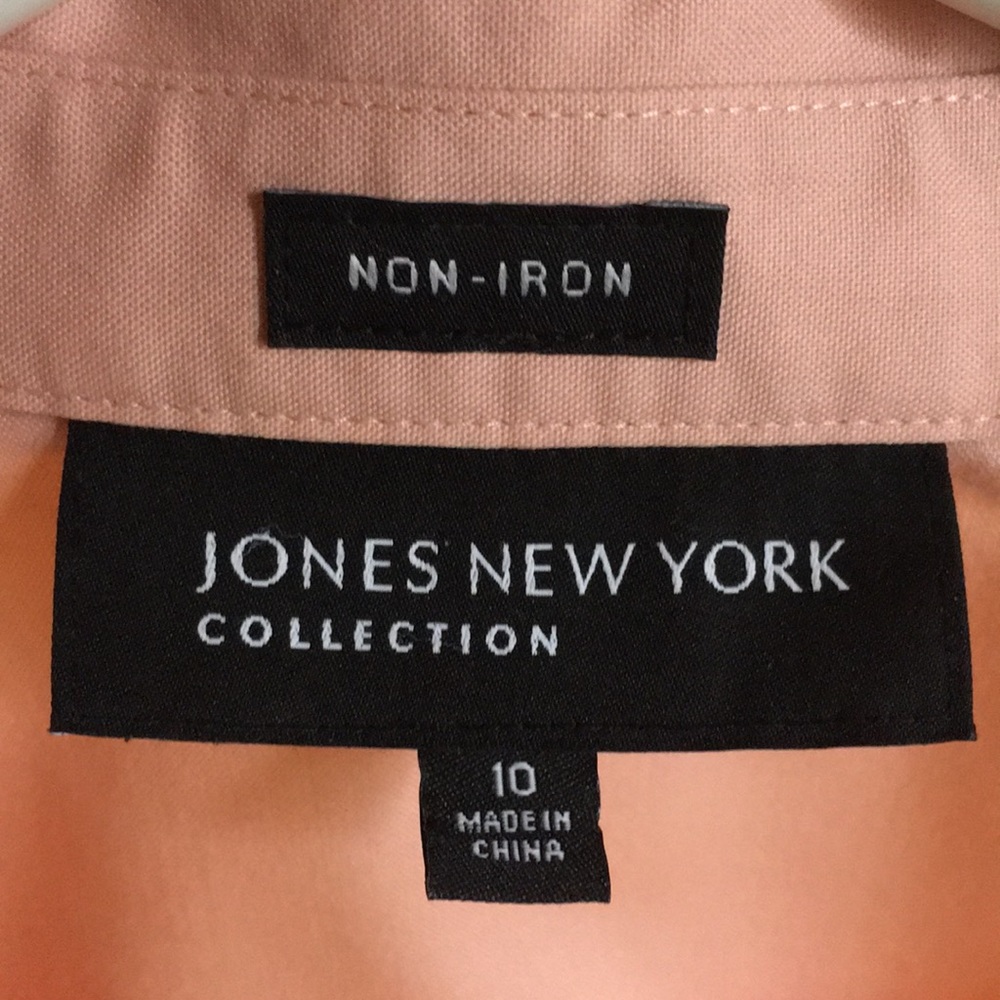 NON-IRON
JONES NEW YORK
COLLECTION
10
MADE IN
CHINA